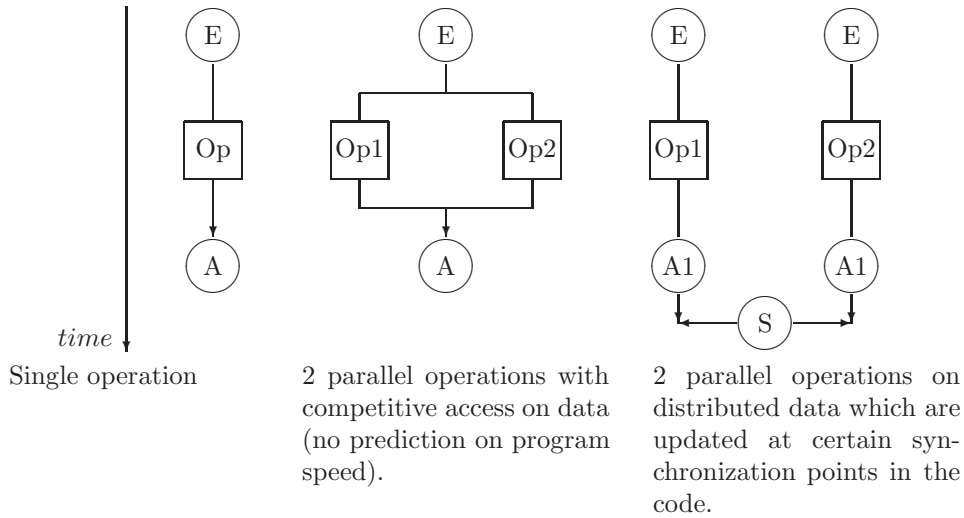 E E E E
Op Op1 Op2 Op1 Op2
A A A1 A1
S
time
Single operation
2 parallel operations with
competitive access on data
(no prediction on program
speed).
2 parallel operations on
distributed data which are
updated at certain syn-
chronization points in the
code.